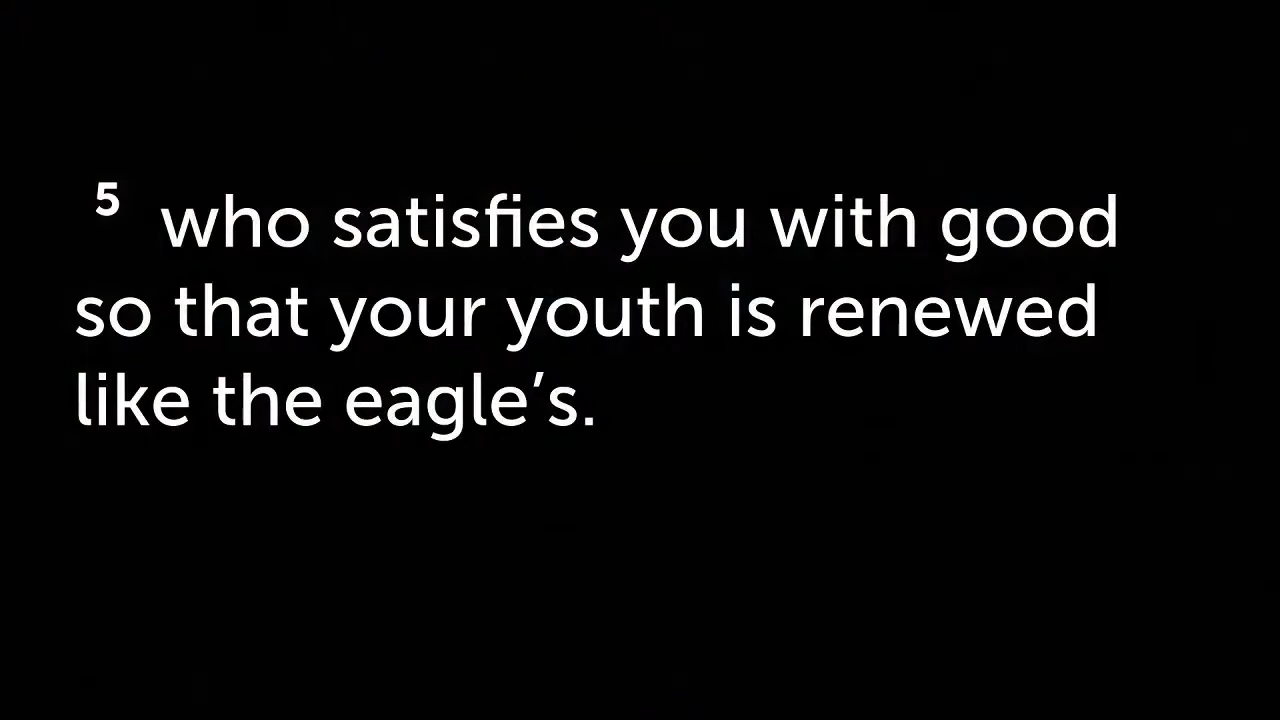 5 who satisfies you with good
so that your youth is renewed
like the eagle’s.